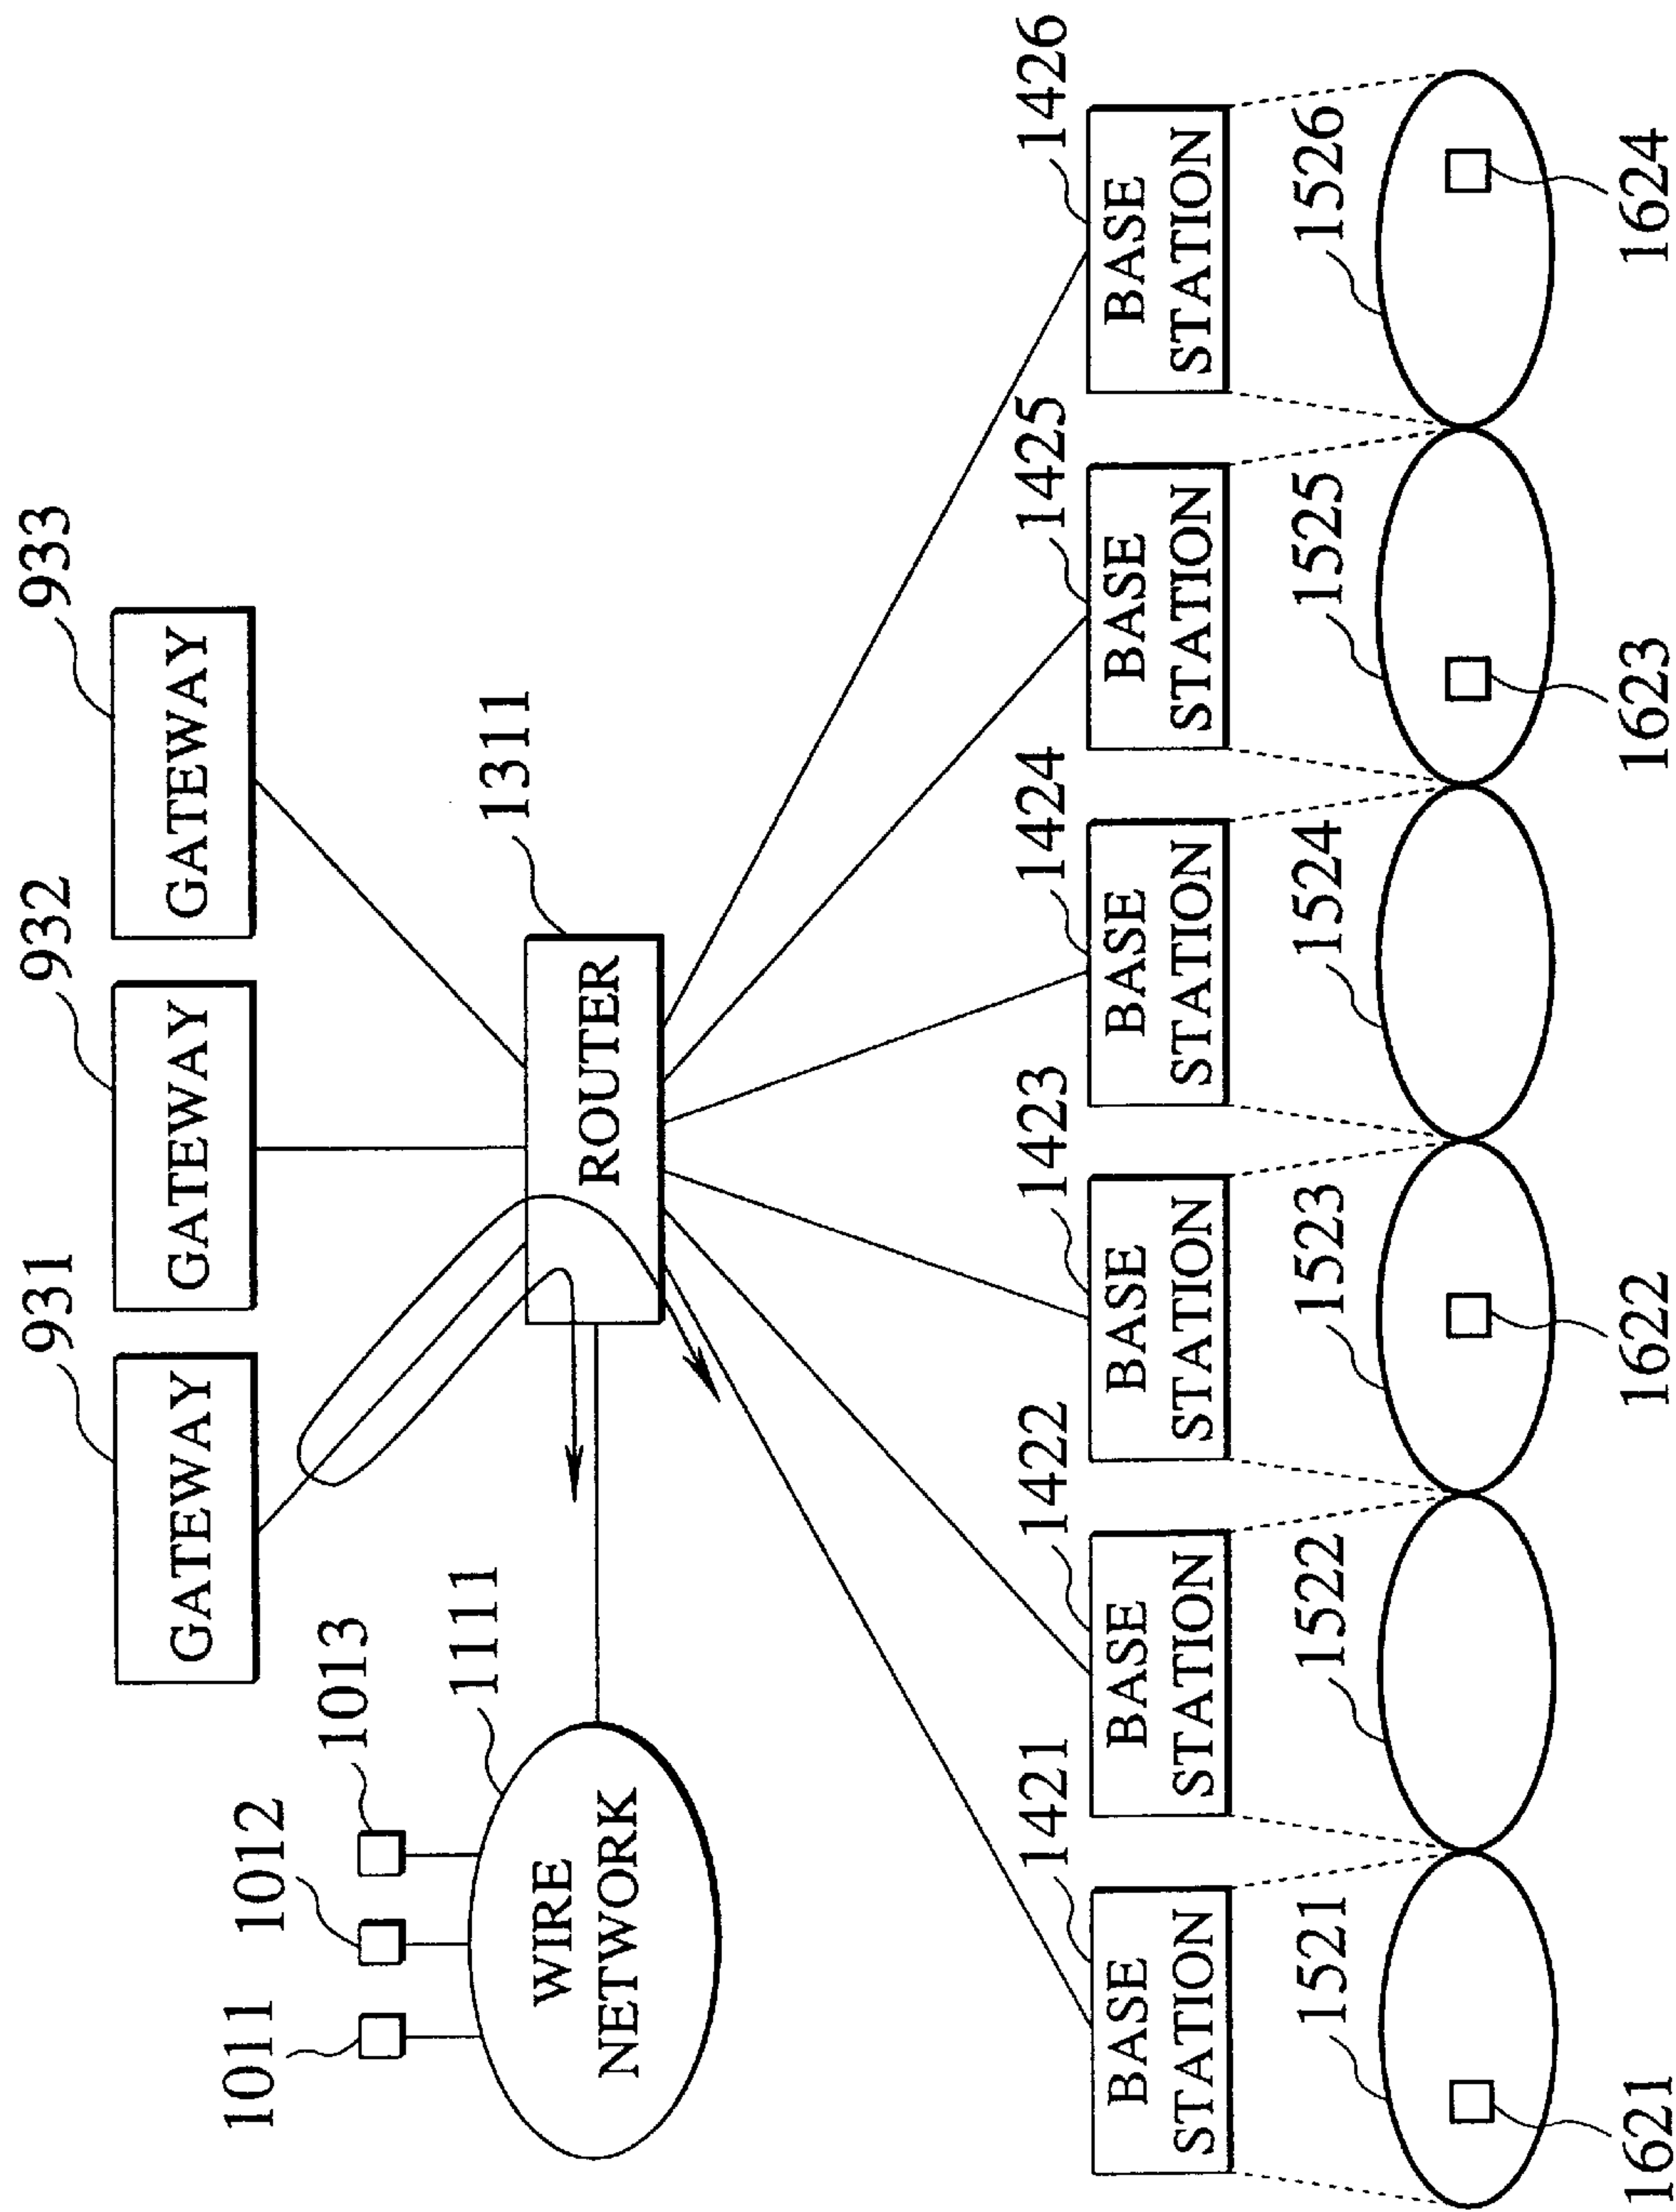 933
932
931
GATEWAY
GATEWAY
GATEWAY
1013
1012
1011
1111
WIRE
NETWORK
1311
ROUTER
1421
1422
1423
1424
1425
1426
BASE
STATION
BASE
STATION
BASE
STATION
BASE
STATION
BASE
STATION
BASE
STATION
1521
1522
1523
1524
1525
1526
1621
1622
1623
1624